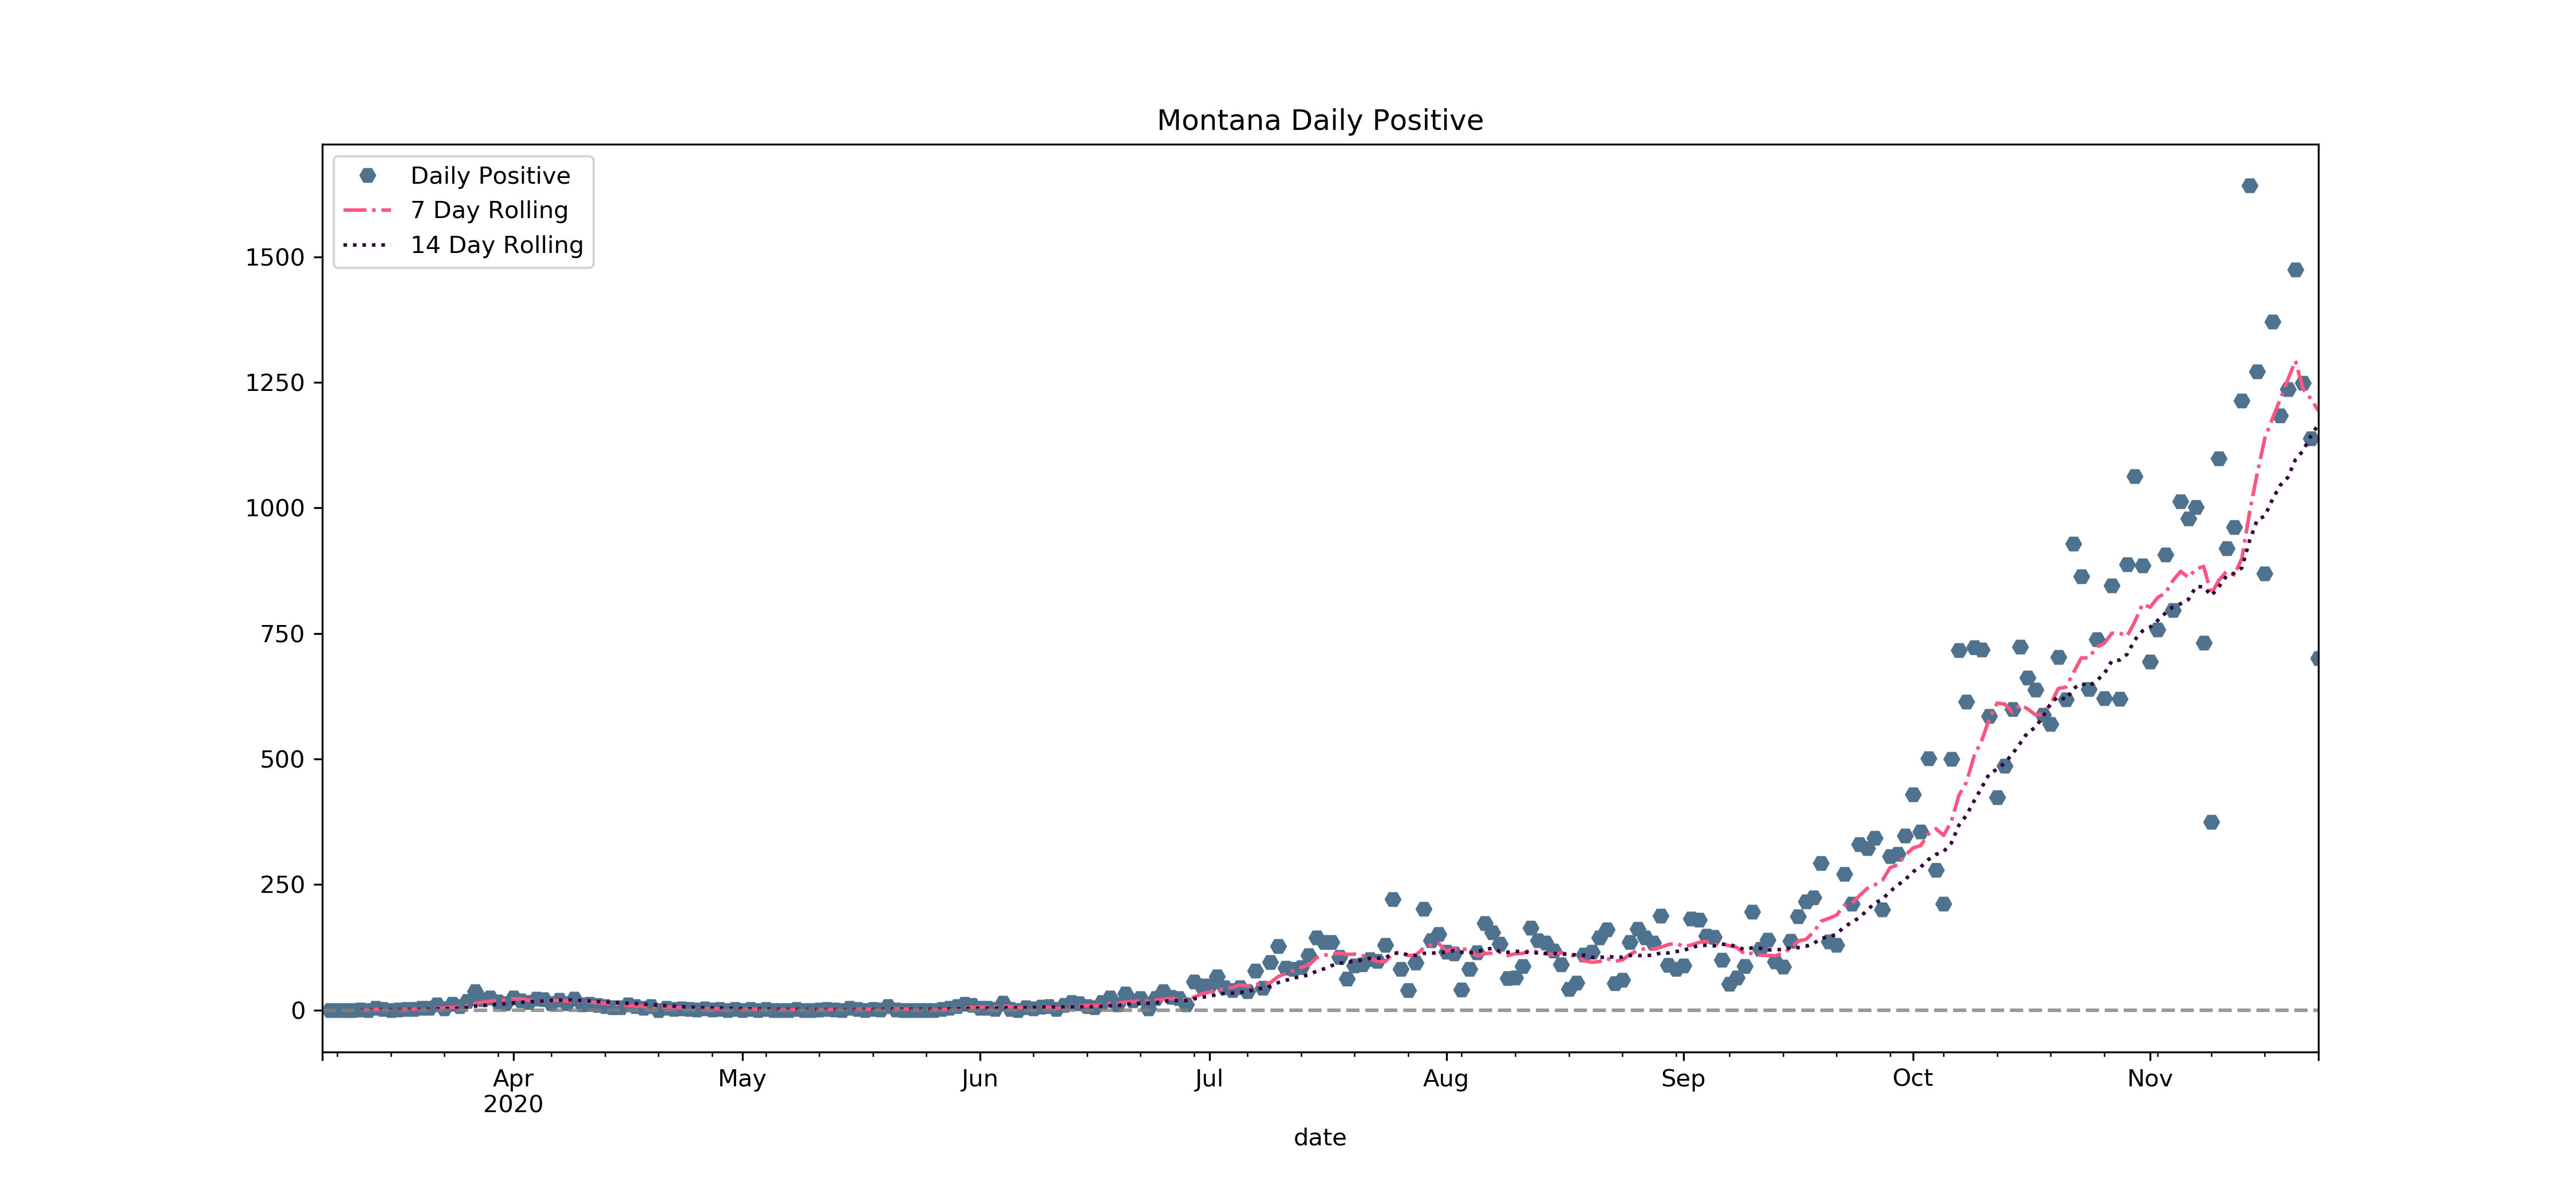 Montana Daily Positive
Daily Positive
7 Day Rolling
14 Day Rolling
1500
1250
1000
750
500
250
0
Apr
2020
May
Jun
Jul
Aug
Sep
Oct
Nov
date